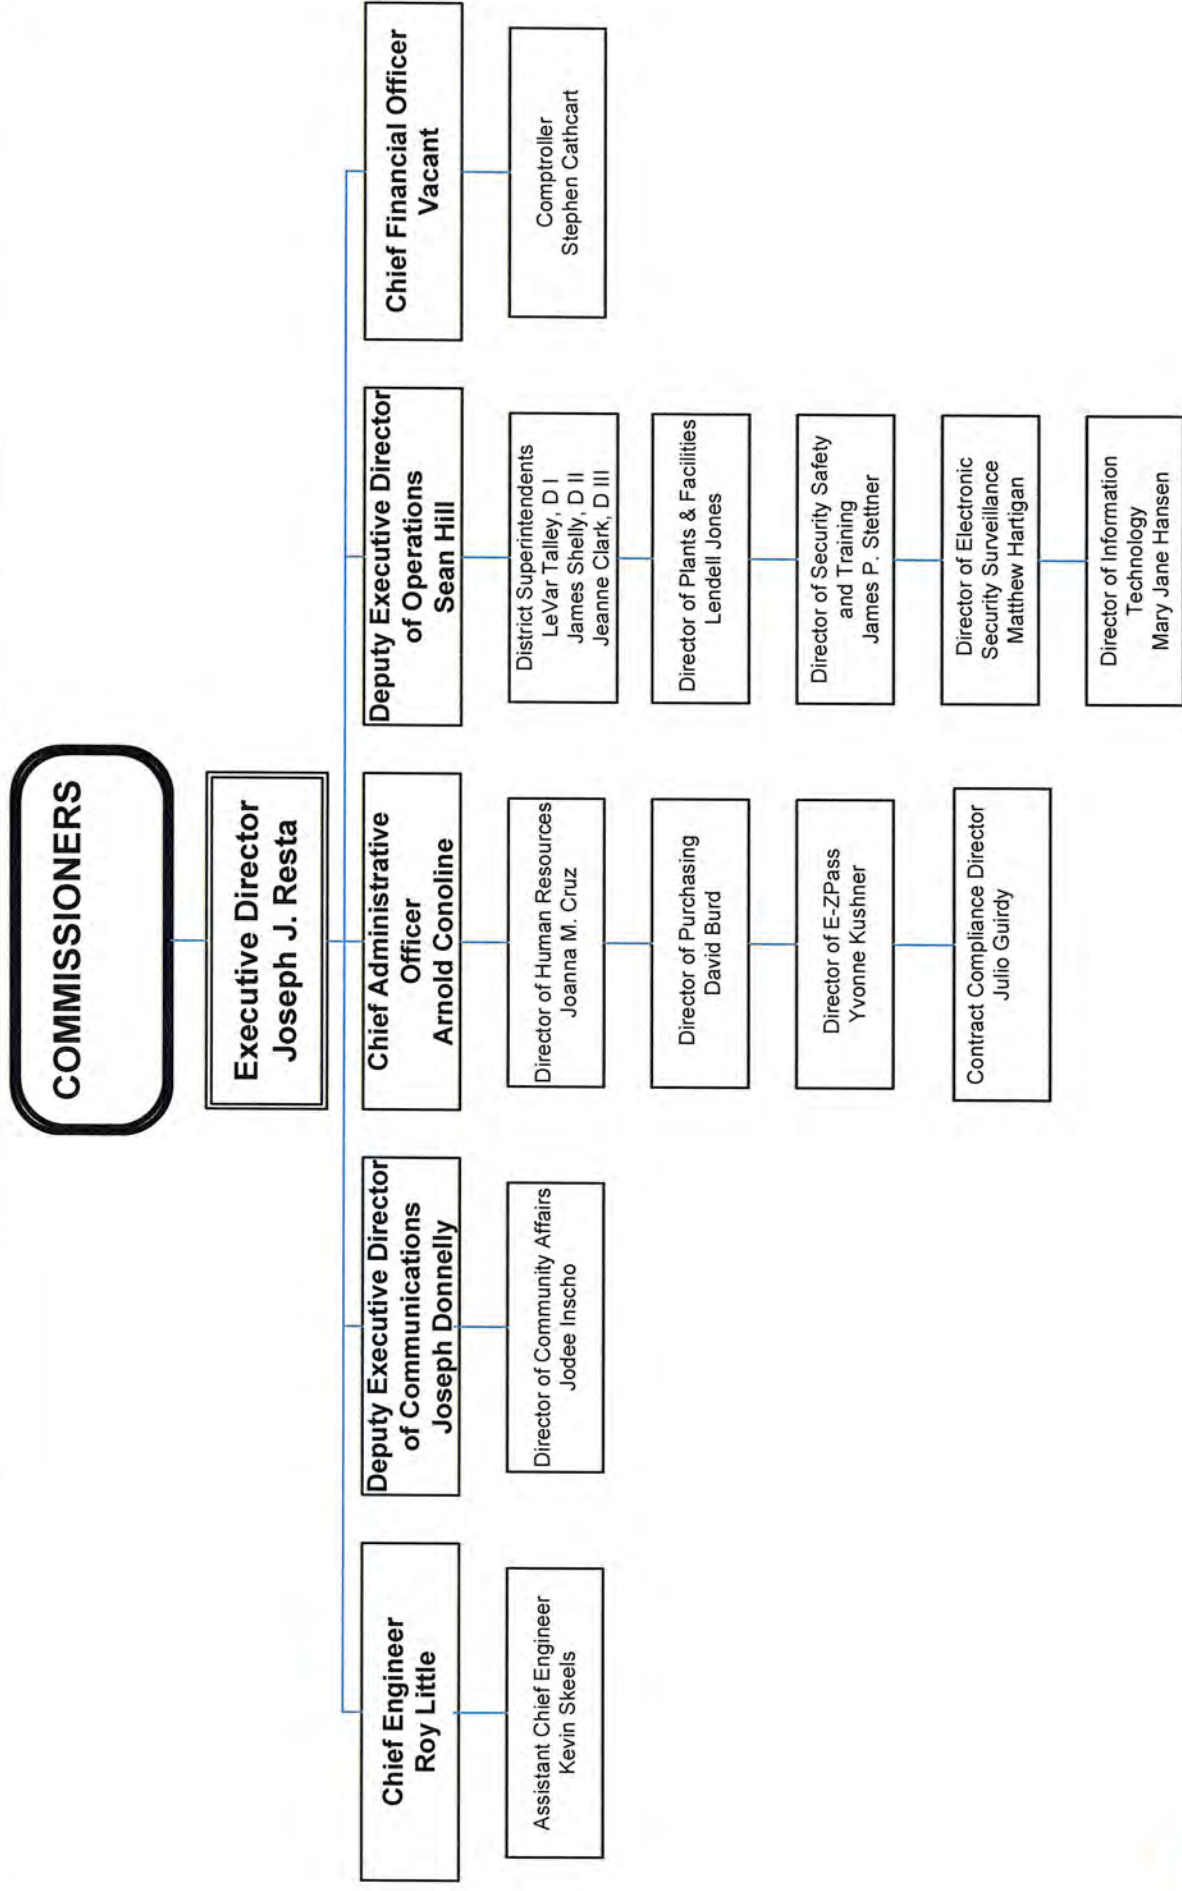 COMMISSIONERS
Executive Director
Joseph J. Resta
Chief Engineer
Roy Little
Deputy Executive Director
of Communications
Joseph Donnelly
Chief Administrative
Officer
Arnold Conoline
Deputy Executive Director
of Operations
Sean Hill
Chief Financial Officer
Vacant
Assistant Chief Engineer
Kevin Skeels
Director of Community Affairs
Jodee Inscho
Director of Human Resources
Joanna M. Cruz
Director of Purchasing
David Burd
Director of E-ZPass
Yvonne Kushner
Contract Compliance Director
Julio Guirdy
District Superintendents
LeVar Talley, D I
James Shelly, D II
Jeanne Clark, D III
Director of Plants & Facilities
Lendell Jones
Director of Security Safety
and Training
James P. Stettner
Director of Electronic
Security Surveillance
Matthew Hartigan
Director of Information
Technology
Mary Jane Hansen
Comptroller
Stephen Cathcart